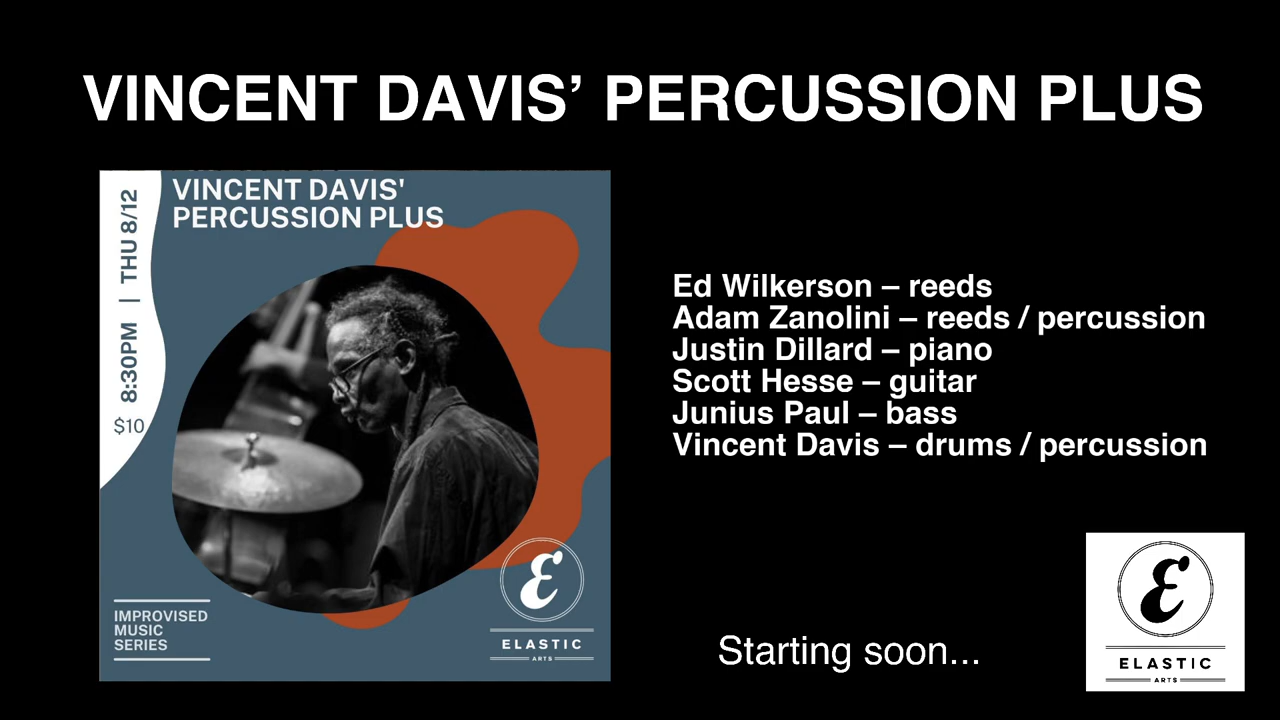 VINCENT DAVIS’ PERCUSSION PLUS
VINCENT DAVIS'
PERCUSSION PLUS
8:30PM | THU 8/12
$10
IMPROVISED
MUSIC
SERIES
E
ELASTIC
ARTS
Ed Wilkerson – reeds
Adam Zanolini – reeds / percussion
Justin Dillard – piano
Scott Hesse – guitar
Junius Paul – bass
Vincent Davis – drums / percussion
Starting soon...
E
ELASTIC
ARTS